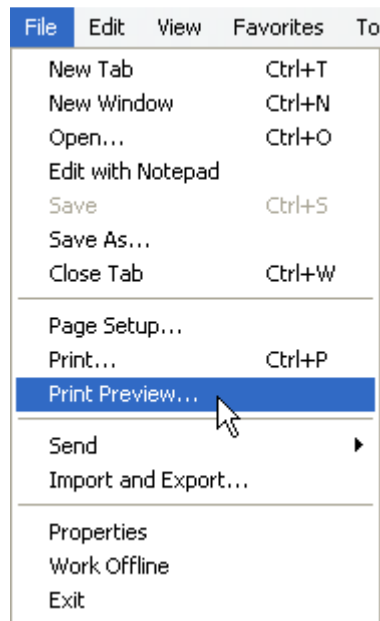 File Edit View Favorites To
New Tab Ctrl+T
New Window Ctrl+N
Open... Ctrl+O
Edit with Notepad
Save Ctrl+S
Save As...
Close Tab Ctrl+W
Page Setup...
Print... Ctrl+P
Print Preview...
Send
Import and Export...
Properties
Work Offline
Exit